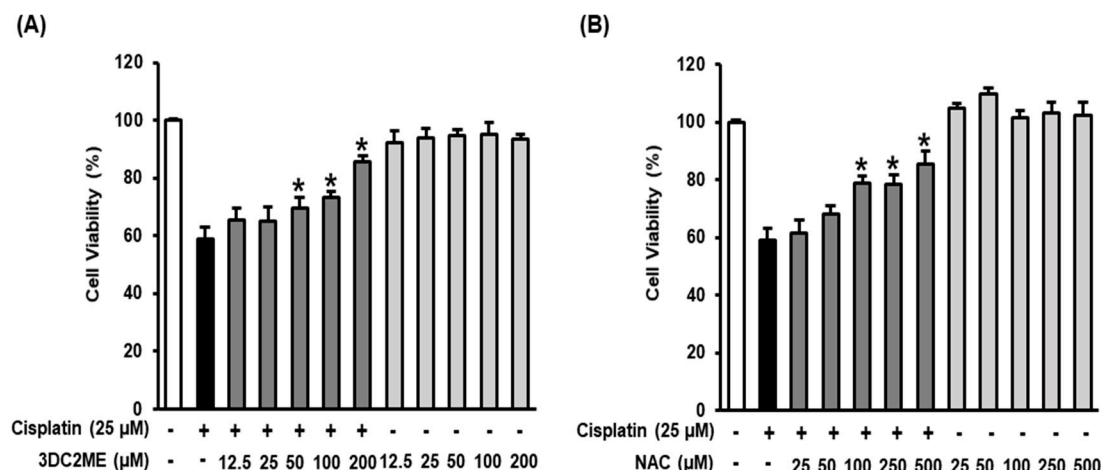 (A)
120
100
80
60
40
20
0
Cell Viability (%)
* * *
Cisplatin (25 µM) - + + + + + + - - - - -
3DC2ME (µM) - - 12.5 25 50 100 200 12.5 25 50 100 200
(B)
120
100
80
60
40
20
0
Cell Viability (%)
* * *
Cisplatin (25 µM) - + + + + + + - - - - -
NAC (µM) - - 25 50 100 250 500 25 50 100 250 500